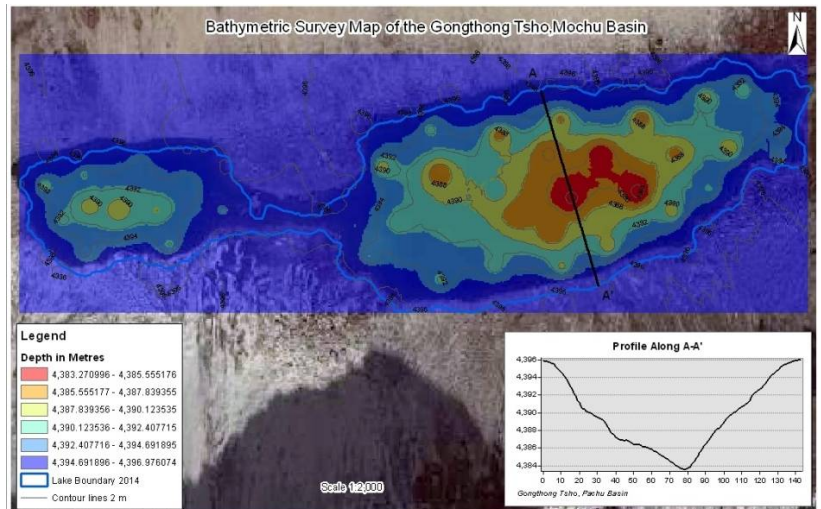 Bathymetric Survey Map of the Gongthong Tsho,Mochu Basin
N
A
A'
Legend
Depth in Metres
4,383.270996 - 4,385.555176
4,385.555177 - 4,387.839355
4,387.839356 - 4,390.123535
4,390.123536 - 4,392.407715
4,392.407716 - 4,394.691895
4,394.691896 - 4,396.976074
Lake Boundary 2014
Contour lines 2 m
Scale 1:2,000
Profile Along A-A'
4,396
4,394
4,392
4,390
4,388
4,386
4,384
0 10 20 30 40 50 60 70 80 90 100 110 120 130 140
Gongthong Tsho, Pachu Basin